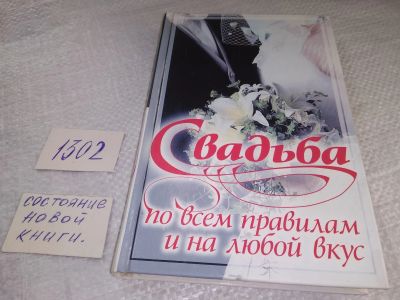 1302
состояние
новой
книги.
Свадьба
по всем правилам
и на любой вкус